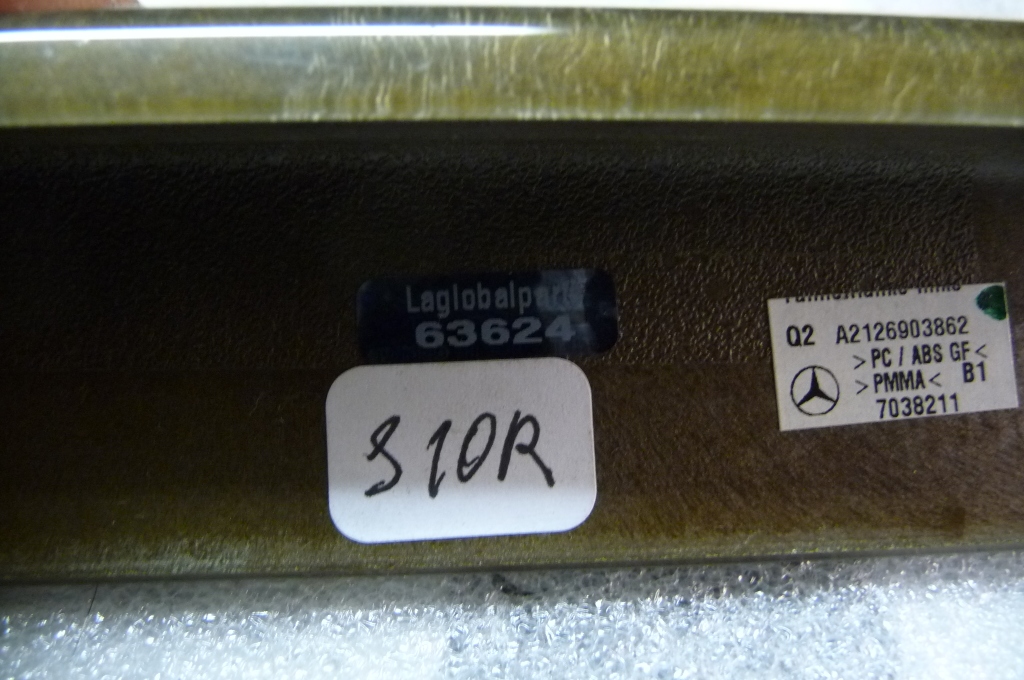 Laglobalparts
63624
S10R
Q2 A2126903862
>PC / ABS GF<
>PMMA< B1
7038211